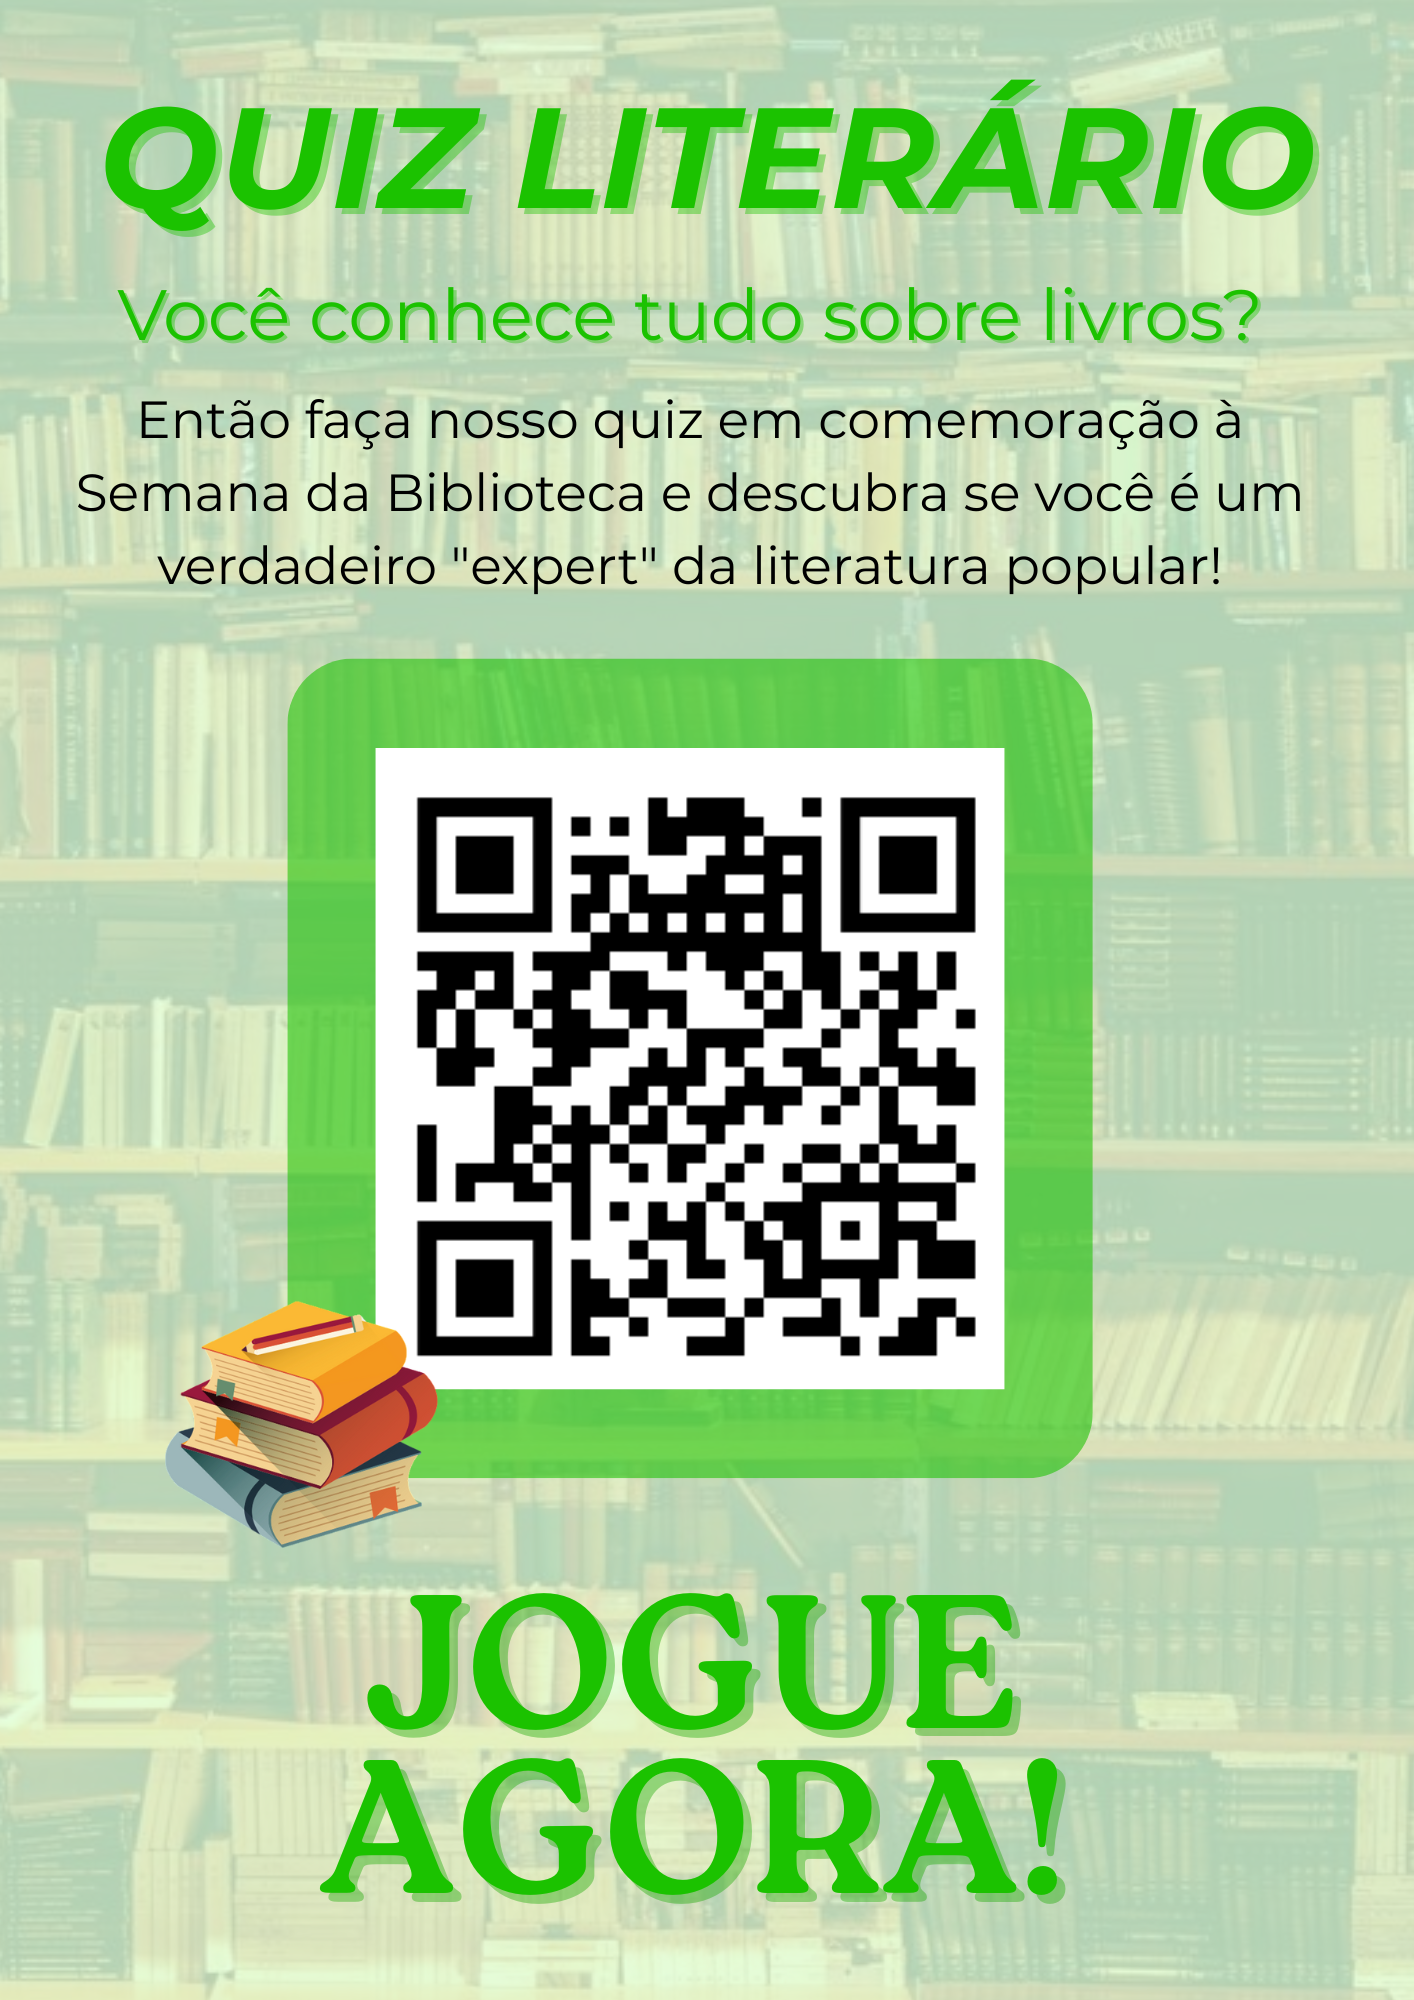 SCARLETT
QUIZ LITERÁRIO
Você conhece tudo sobre livros?
Então faça nosso quiz em comemoração à
Semana da Biblioteca e descubra se você é um
verdadeiro "expert" da literatura popular!
JOGUE
AGORA!